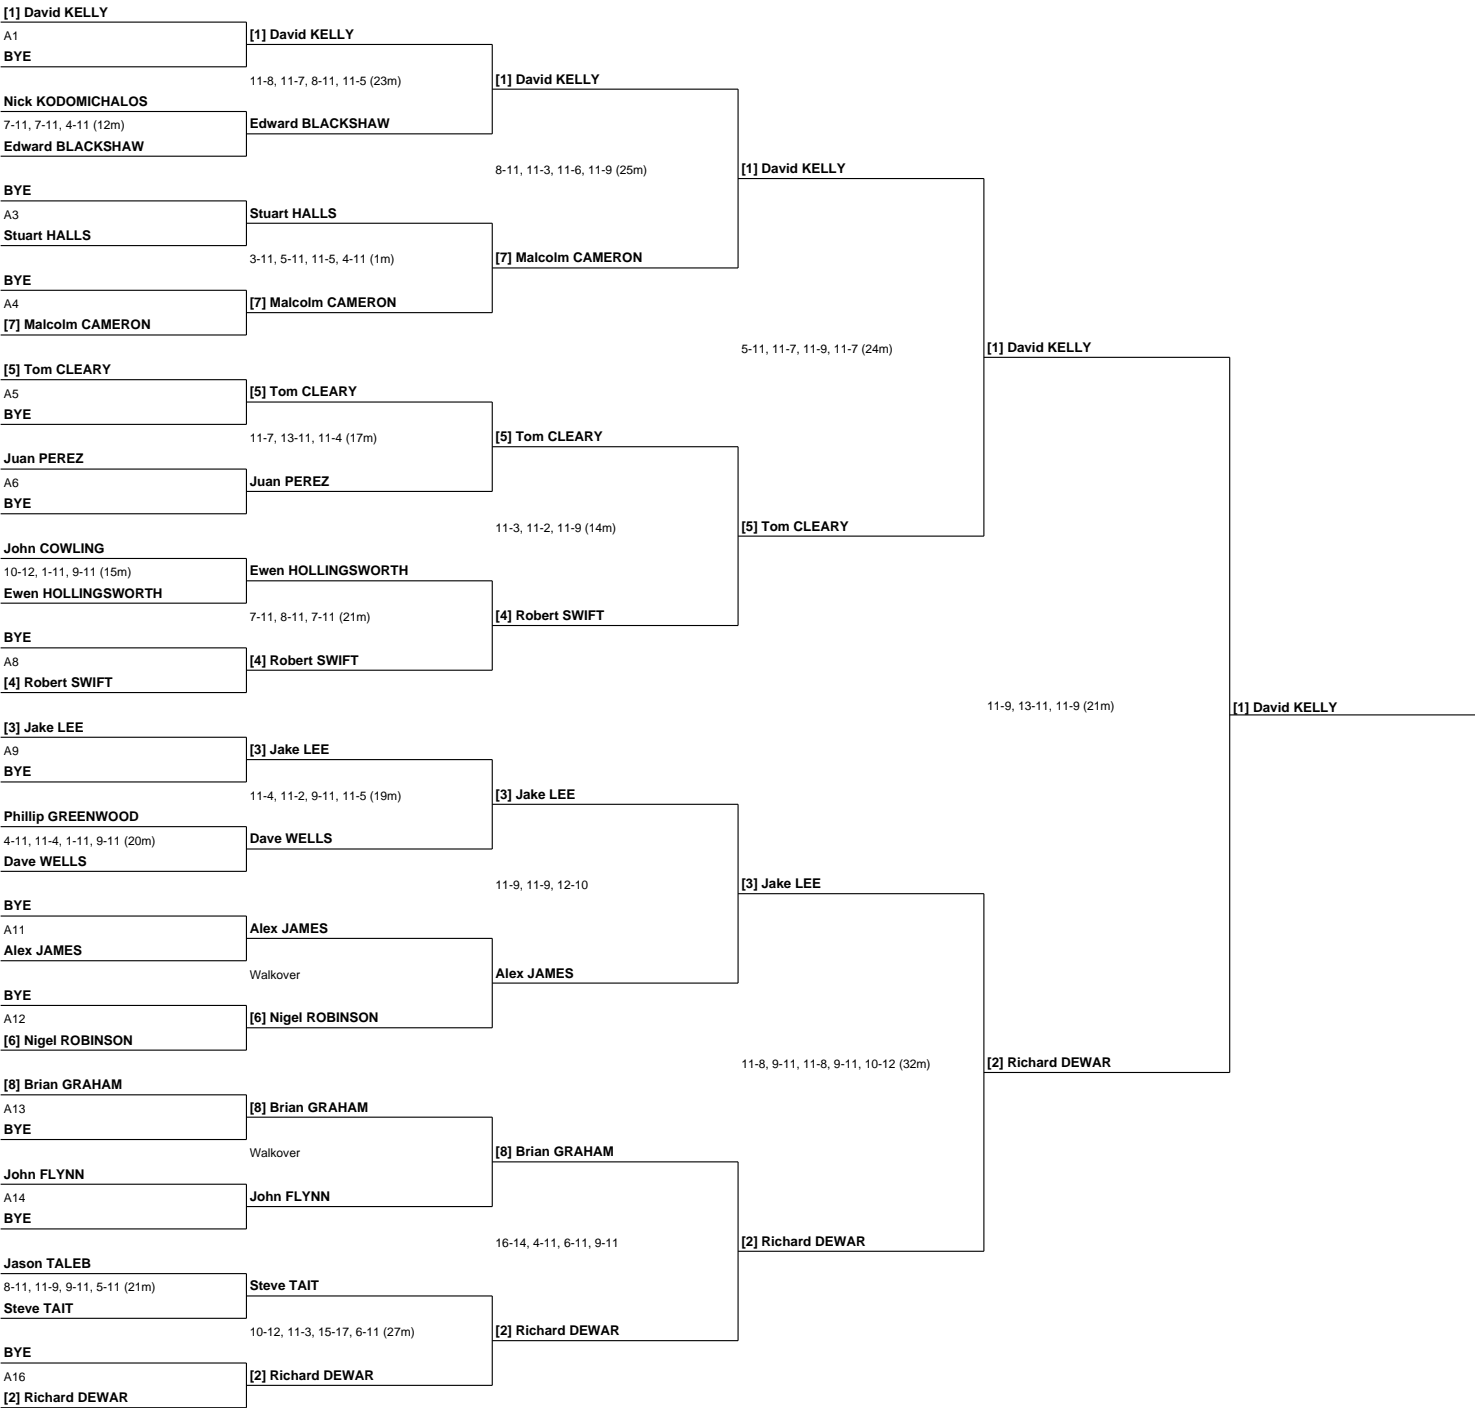 [1] David KELLY
A1
BYE
Nick KODOMICHALOS
7-11, 7-11, 4-11 (12m)
Edward BLACKSHAW
BYE
A3
Stuart HALLS
BYE
A4
[7] Malcolm CAMERON
[5] Tom CLEARY
A5
BYE
Juan PEREZ
A6
BYE
John COWLING
10-12, 1-11, 9-11 (15m)
Ewen HOLLINGSWORTH
BYE
A8
[4] Robert SWIFT
[3] Jake LEE
A9
BYE
Phillip GREENWOOD
4-11, 11-4, 1-11, 9-11 (20m)
Dave WELLS
BYE
A11
Alex JAMES
BYE
A12
[6] Nigel ROBINSON
[8] Brian GRAHAM
A13
BYE
John FLYNN
A14
BYE
Jason TALEB
8-11, 11-9, 9-11, 5-11 (21m)
Steve TAIT
BYE
A16
[2] Richard DEWAR
[1] David KELLY
11-8, 11-7, 8-11, 11-5 (23m)
Edward BLACKSHAW
Stuart HALLS
3-11, 5-11, 11-5, 4-11 (1m)
[7] Malcolm CAMERON
[5] Tom CLEARY
11-7, 13-11, 11-4 (17m)
Juan PEREZ
Ewen HOLLINGSWORTH
7-11, 8-11, 7-11 (21m)
[4] Robert SWIFT
[3] Jake LEE
11-4, 11-2, 9-11, 11-5 (19m)
Dave WELLS
Alex JAMES
Walkover
[6] Nigel ROBINSON
[8] Brian GRAHAM
Walkover
John FLYNN
Steve TAIT
10-12, 11-3, 15-17, 6-11 (27m)
[2] Richard DEWAR
[1] David KELLY
8-11, 11-3, 11-6, 11-9 (25m)
[7] Malcolm CAMERON
[5] Tom CLEARY
11-3, 11-2, 11-9 (14m)
[4] Robert SWIFT
[3] Jake LEE
11-9, 11-9, 12-10
Alex JAMES
[8] Brian GRAHAM
16-14, 4-11, 6-11, 9-11
[2] Richard DEWAR
[1] David KELLY
5-11, 11-7, 11-9, 11-7 (24m)
[5] Tom CLEARY
[3] Jake LEE
11-8, 9-11, 11-8, 9-11, 10-12 (32m)
[2] Richard DEWAR
[1] David KELLY
11-9, 13-11, 11-9 (21m)
[2] Richard DEWAR
[1] David KELLY